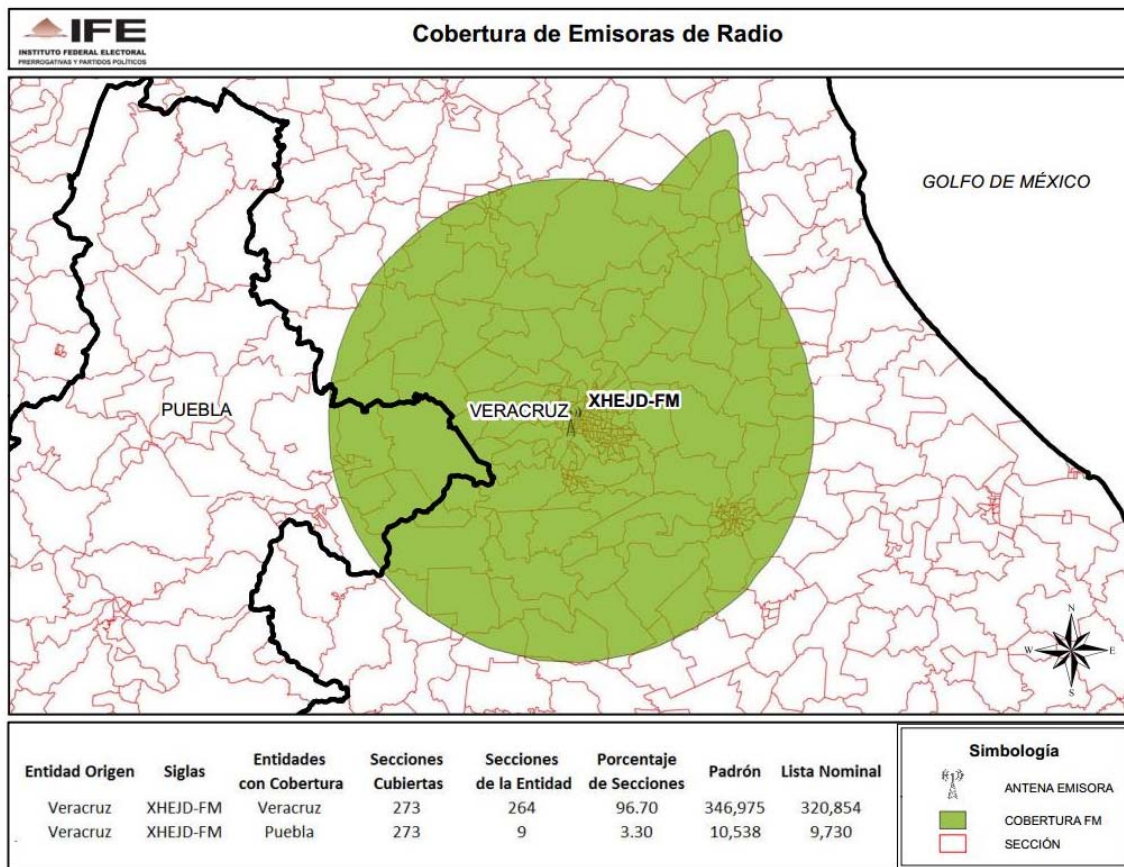 IFE
INSTITUTO FEDERAL ELECTORAL
PRERROGATIVAS Y PARTIDOS POLÍTICOS
Cobertura de Emisoras de Radio
GOLFO DE MÉXICO
PUEBLA
VERACRUZ
XHEJD-FM
N
W E
S
Entidad Origen Siglas Entidades con Cobertura Secciones Cubiertas Secciones de la Entidad Porcentaje de Secciones Padrón Lista Nominal
Veracruz XHEJD-FM Veracruz 273 264 96.70 346,975 320,854
Veracruz XHEJD-FM Puebla 273 9 3.30 10,538 9,730
Simbología
ANTENA EMISORA
COBERTURA FM
SECCIÓN